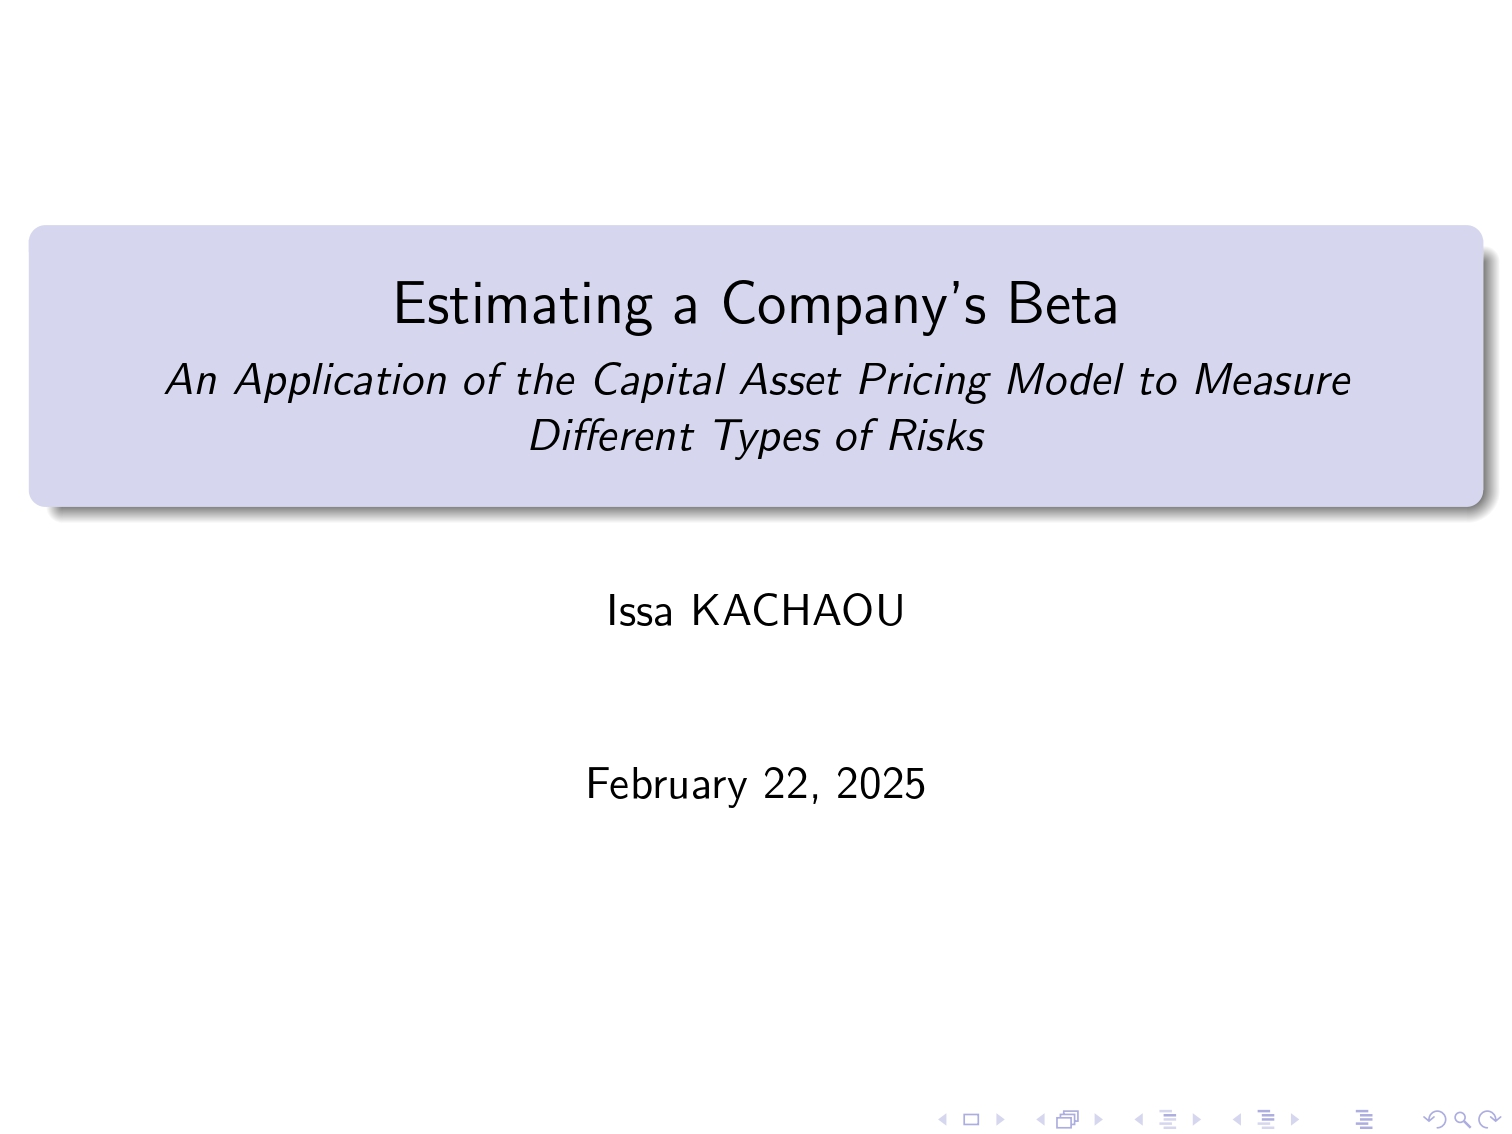 Estimating a Company's Beta
An Application of the Capital Asset Pricing Model to Measure
Different Types of Risks
Issa KACHAOU
February 22, 2025